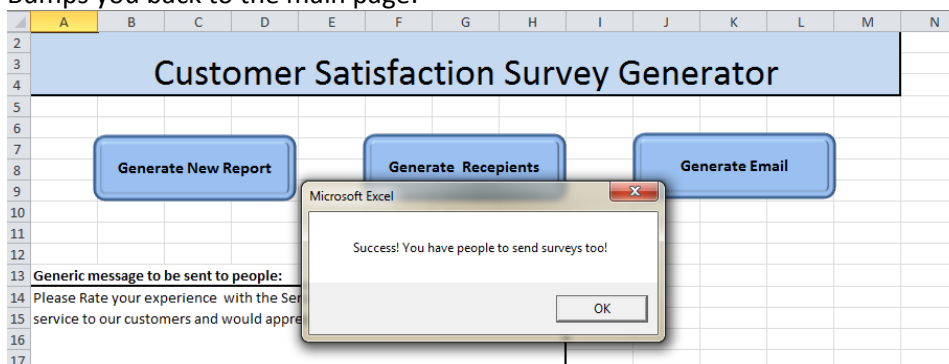 Dumps you back to the main page.
A B C D E F G H I J K L M N
2
3
4
Customer Satisfaction Survey Generator
5
6
7
8
9
Generate New Report
Generate Recepients
Generate Email
Microsoft Excel
10
11
12
Success! You have people to send surveys too!
13 Generic message to be sent to people:
14 Please Rate your experience with the Ser
OK
15 service to our customers and would appre
16
17